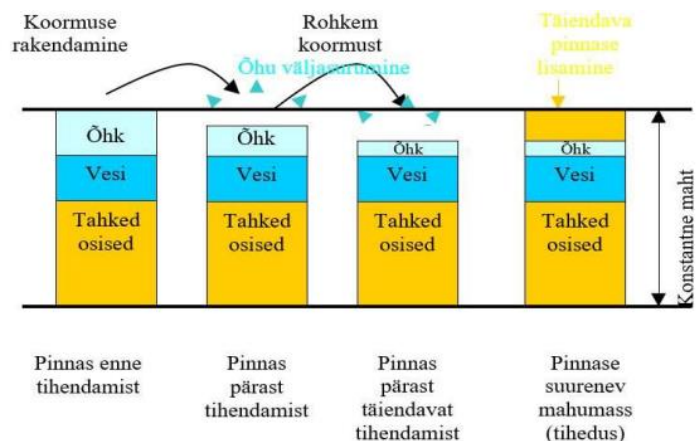 Koormuse
rakendamine
Rohkem
koormust
Õhu väljasurumine
Täiendava
pinnase
lisamine
Õhk
Vesi
Tahked
osised
Õhk
Vesi
Tahked
osised
Õhk
Vesi
Tahked
osised
Õhk
Vesi
Tahked
osised
Konstantne maht
Pinnas enne
tihendamist
Pinnas
pärast
tihendamist
Pinnas
pärast
täiendavat
tihendamist
Pinnase
suurenev
mahumass
(tihedus)